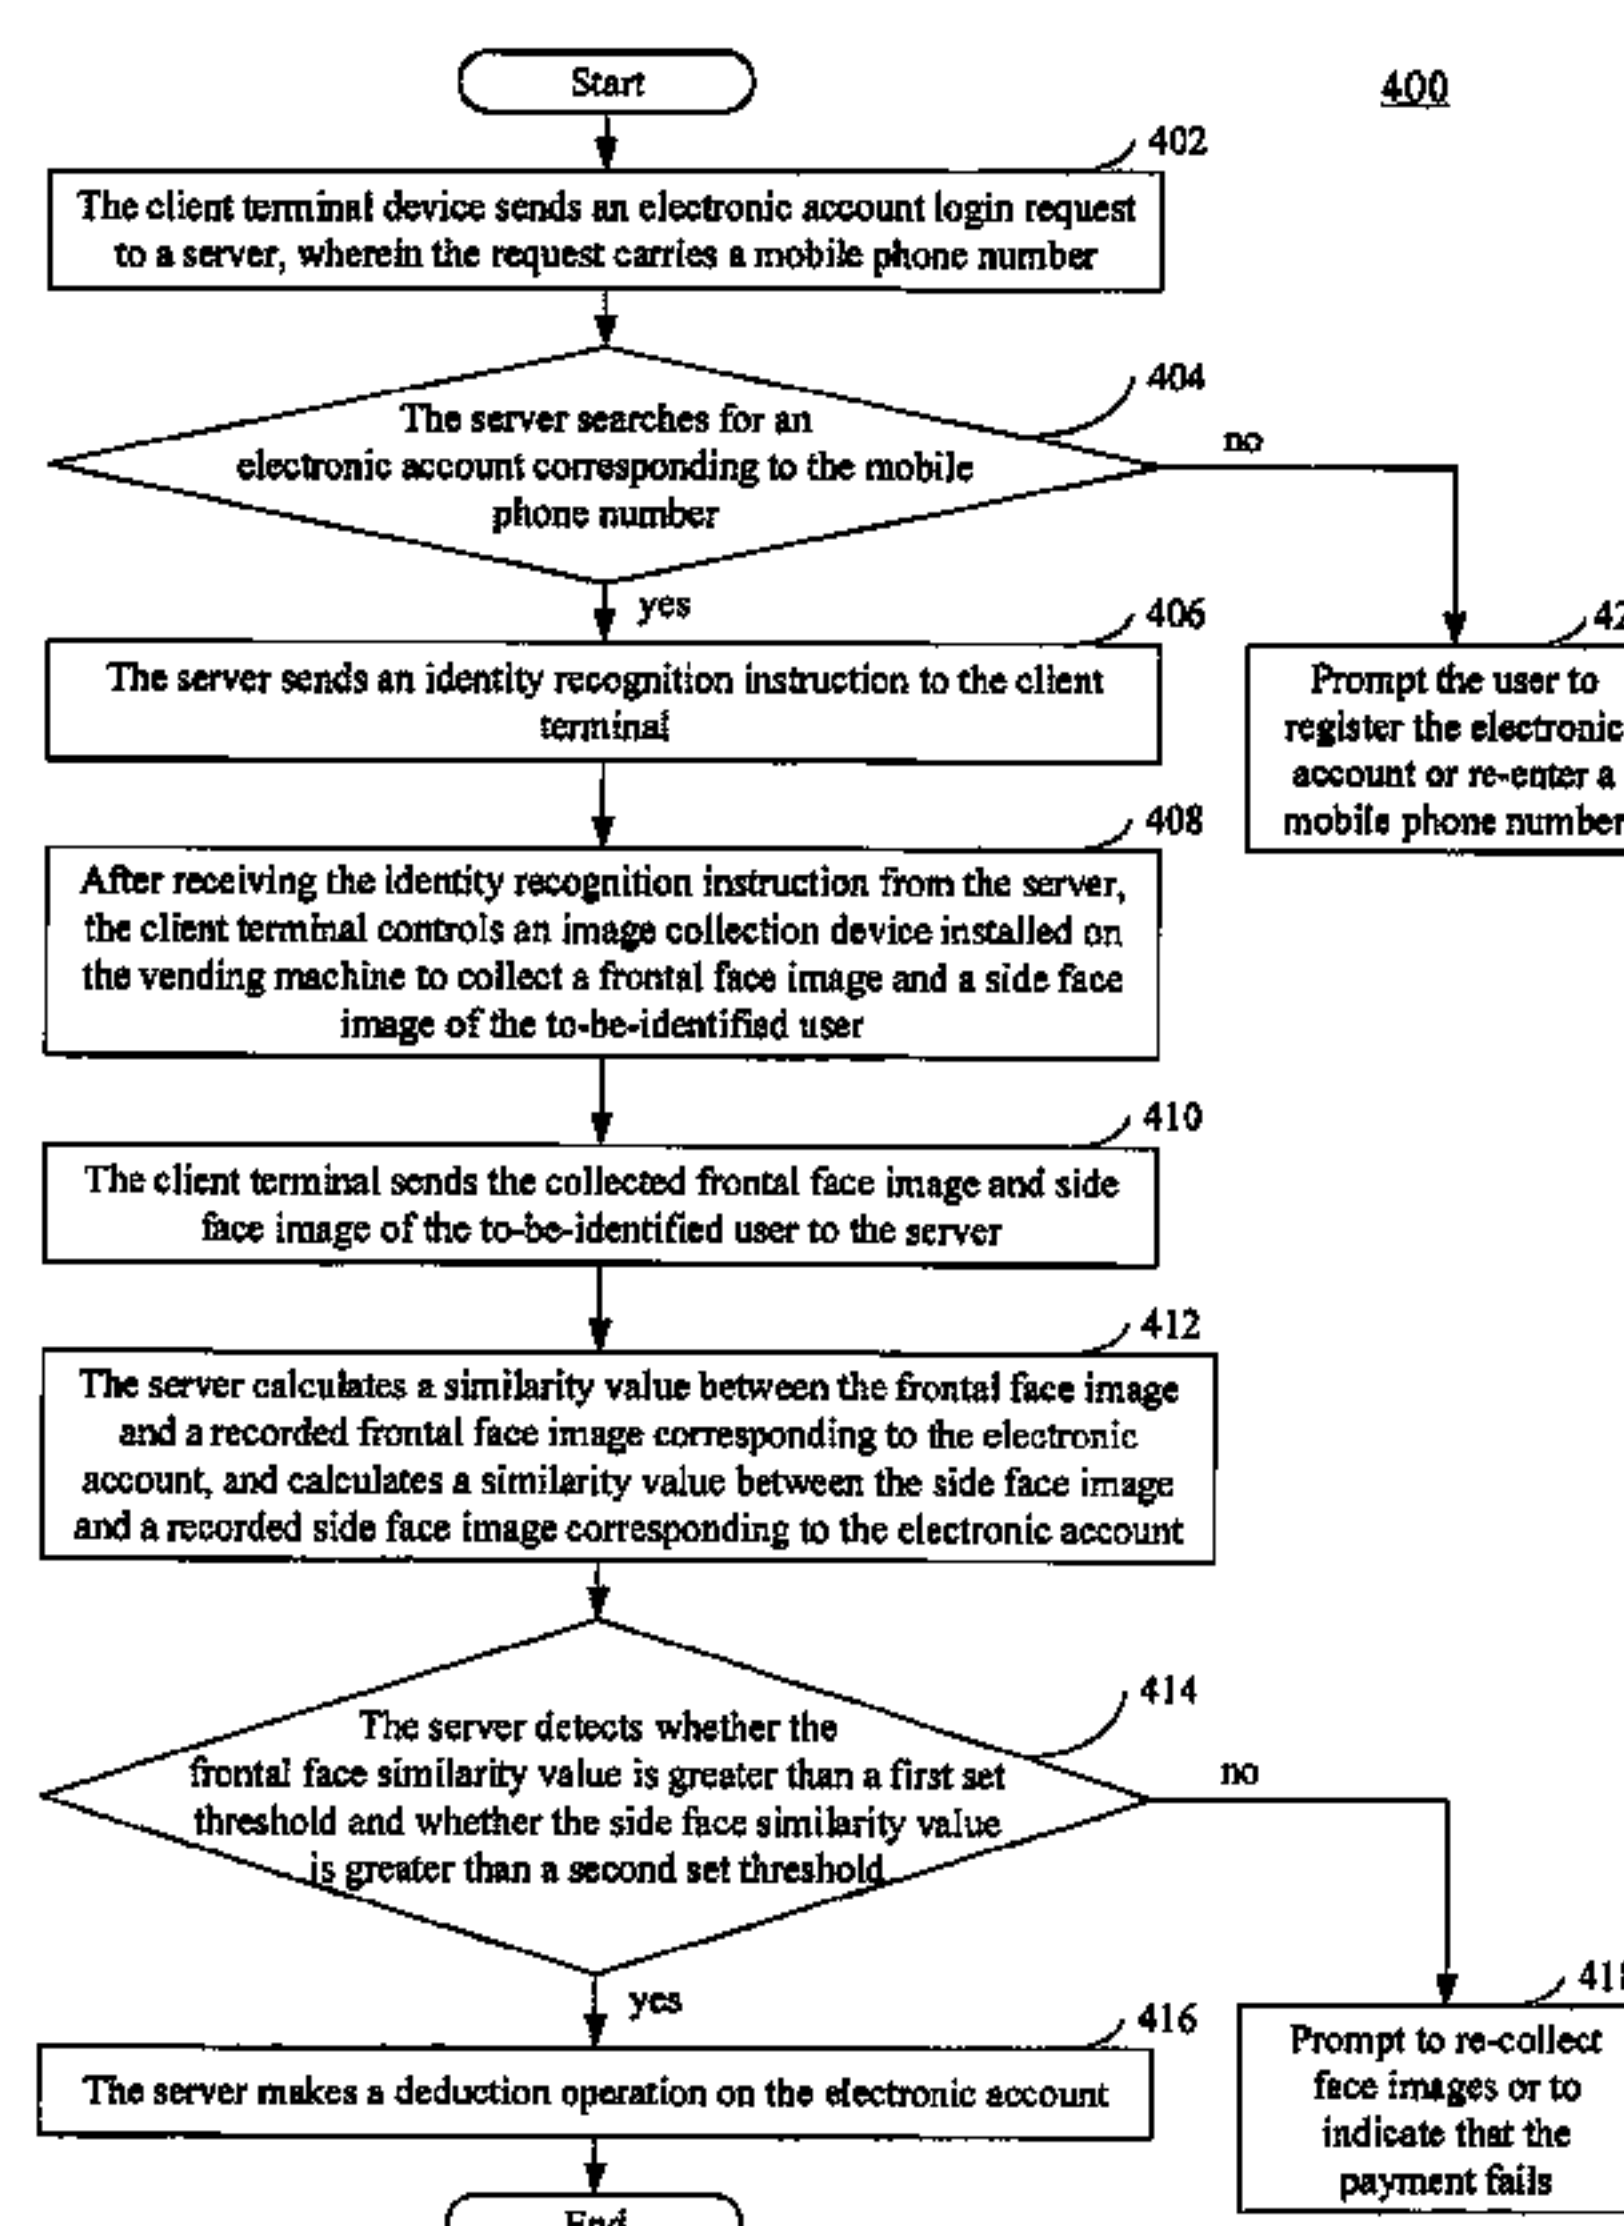 Start
400
402
The client terminal device sends an electronic account login request
to a server, wherein the request carries a mobile phone number
404
The server searches for an
electronic account corresponding to the mobile
phone number
no
yes
406
The server sends an identity recognition instruction to the client
terminal
Prompt the user to
register the electronic
account or re-enter a
mobile phone number
408
After receiving the identity recognition instruction from the server,
the client terminal controls an image collection device installed on
the vending machine to collect a frontal face image and a side face
image of the to-be-identified user
410
The client terminal sends the collected frontal face image and side
face image of the to-be-identified user to the server
412
The server calculates a similarity value between the frontal face image
and a recorded frontal face image corresponding to the electronic
account, and calculates a similarity value between the side face image
and a recorded side face image corresponding to the electronic account
414
The server detects whether the
frontal face similarity value is greater than a first set
threshold and whether the side face similarity value
is greater than a second set threshold
no
yes
416
The server makes a deduction operation on the electronic account
418
Prompt to re-collect
face images or to
indicate that the
payment fails
End